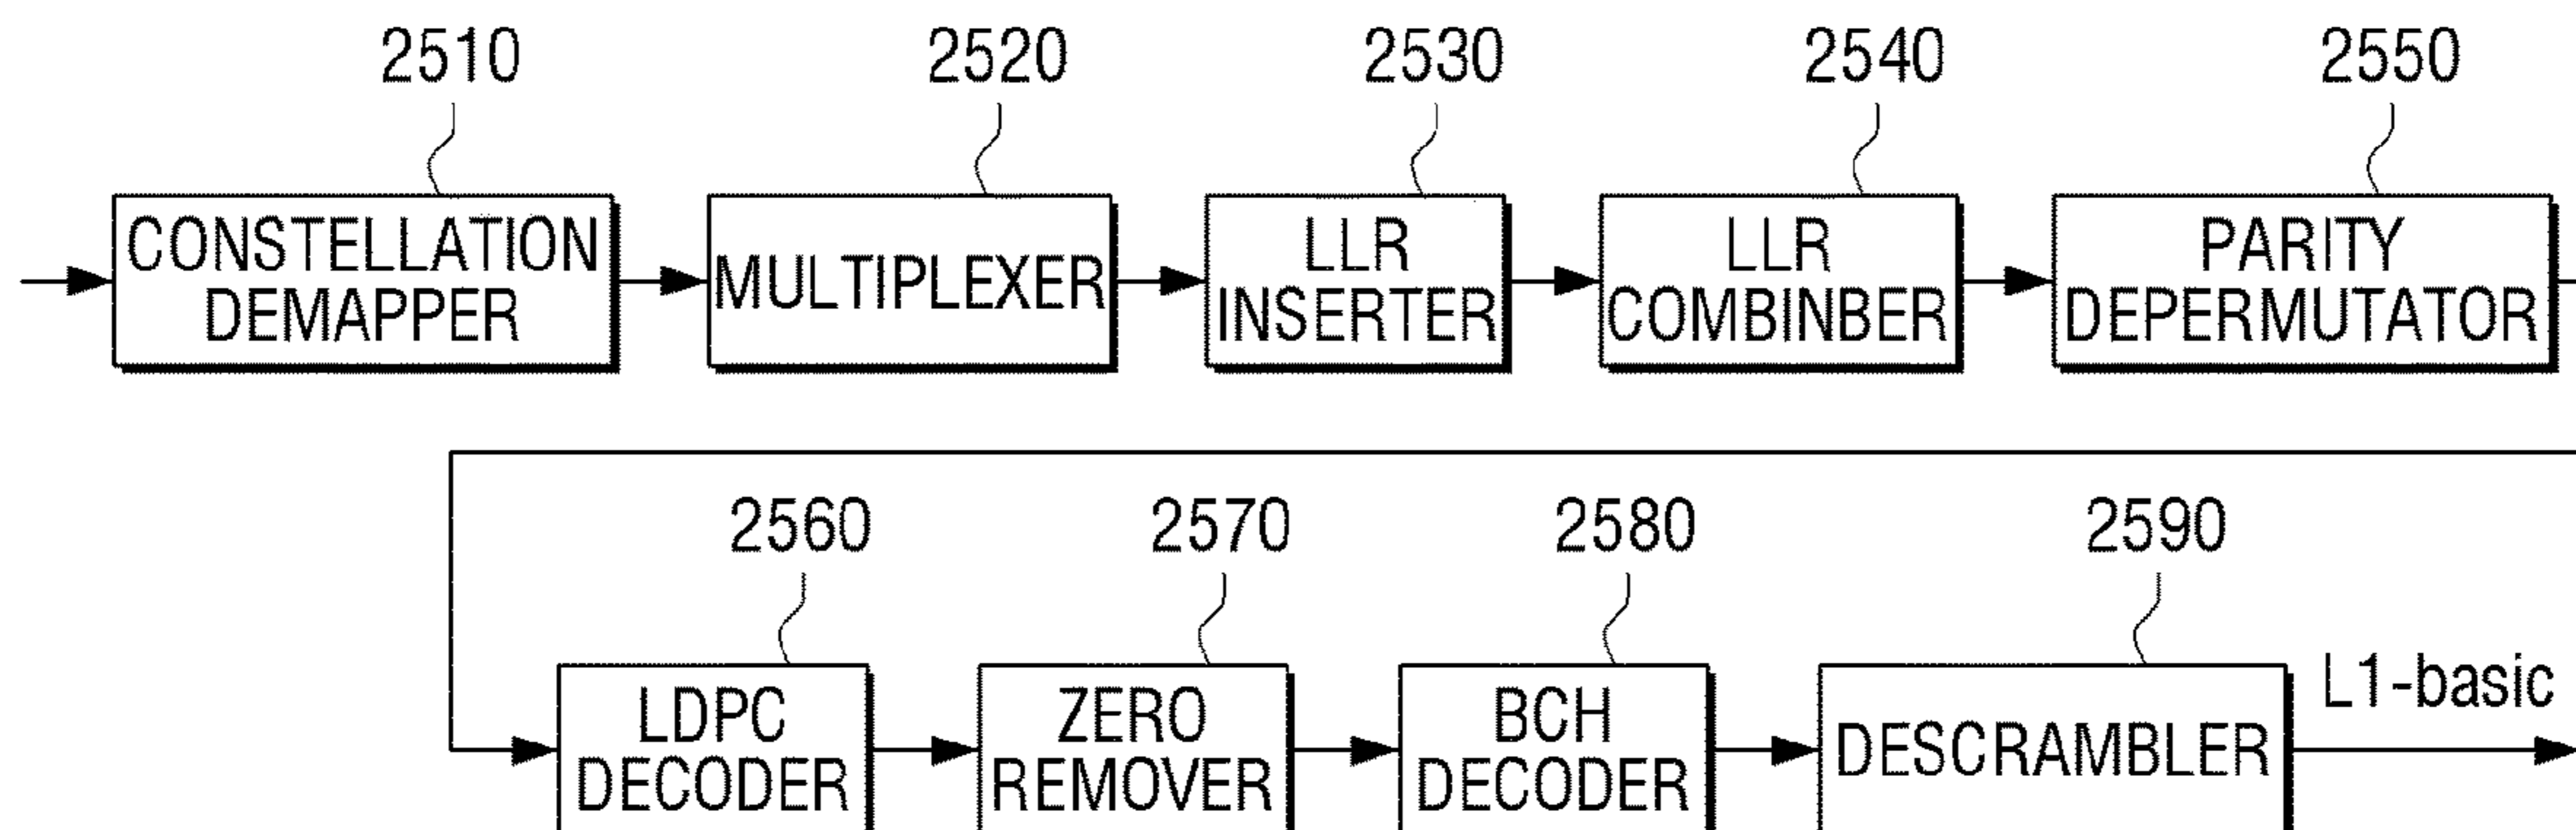 2510 2520 2530 2540 2550
CONSTELLATION DEMAPPER
MULTIPLEXER
LLR INSERTER
LLR COMBINBER
PARITY DEPERMUTATOR
2560 2570 2580 2590
LDPC DECODER
ZERO REMOVER
BCH DECODER
DESCRAMBLER
L1-basic